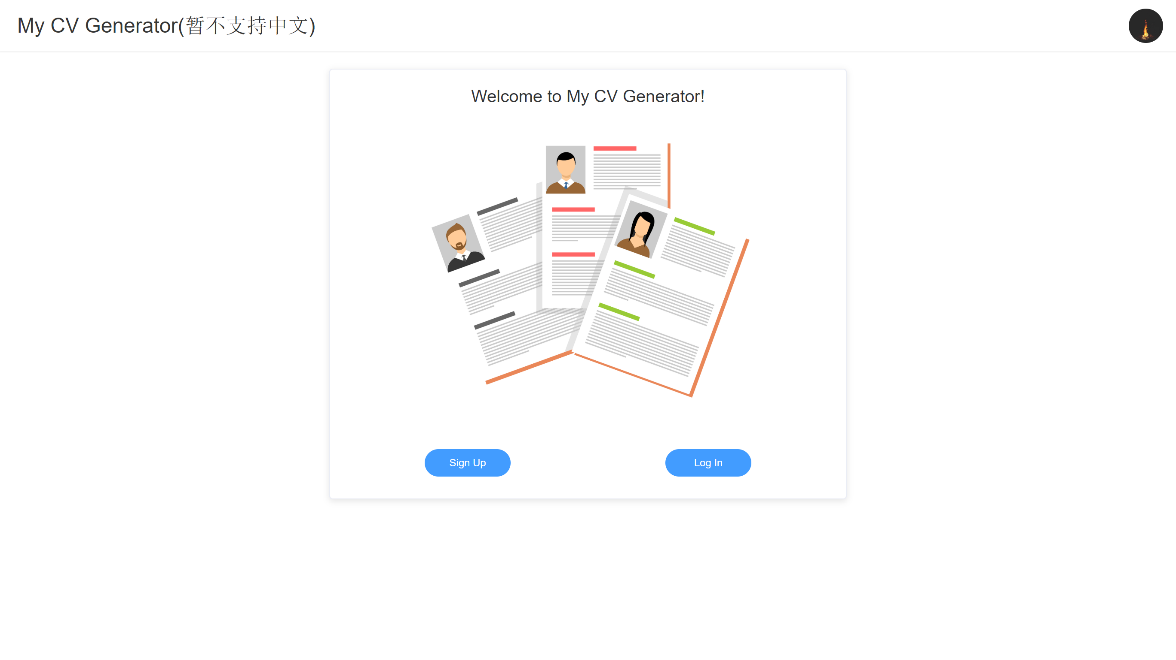 My CV Generator(暂不支持中文)
Welcome to My CV Generator!
Sign Up
Log In